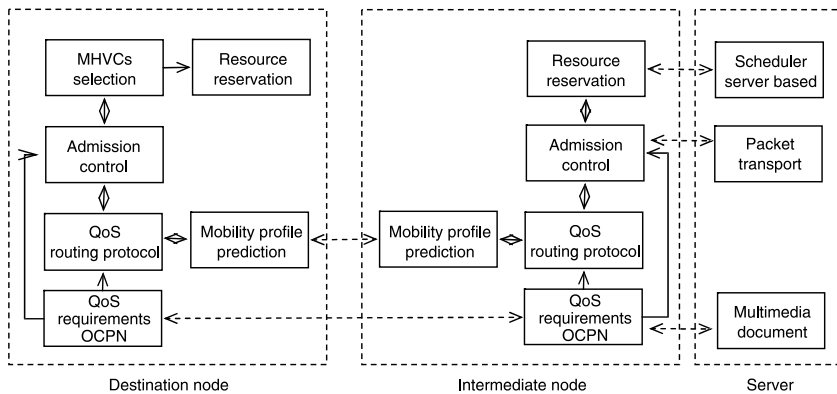 MHVCs
selection
Resource
reservation
Admission
control
QoS
routing protocol
Mobility profile
prediction
QoS
requirements
OCPN
Destination node
Resource
reservation
Admission
control
Mobility profile
prediction
QoS
routing protocol
QoS
requirements
OCPN
Intermediate node
Scheduler
server based
Packet
transport
Multimedia
document
Server